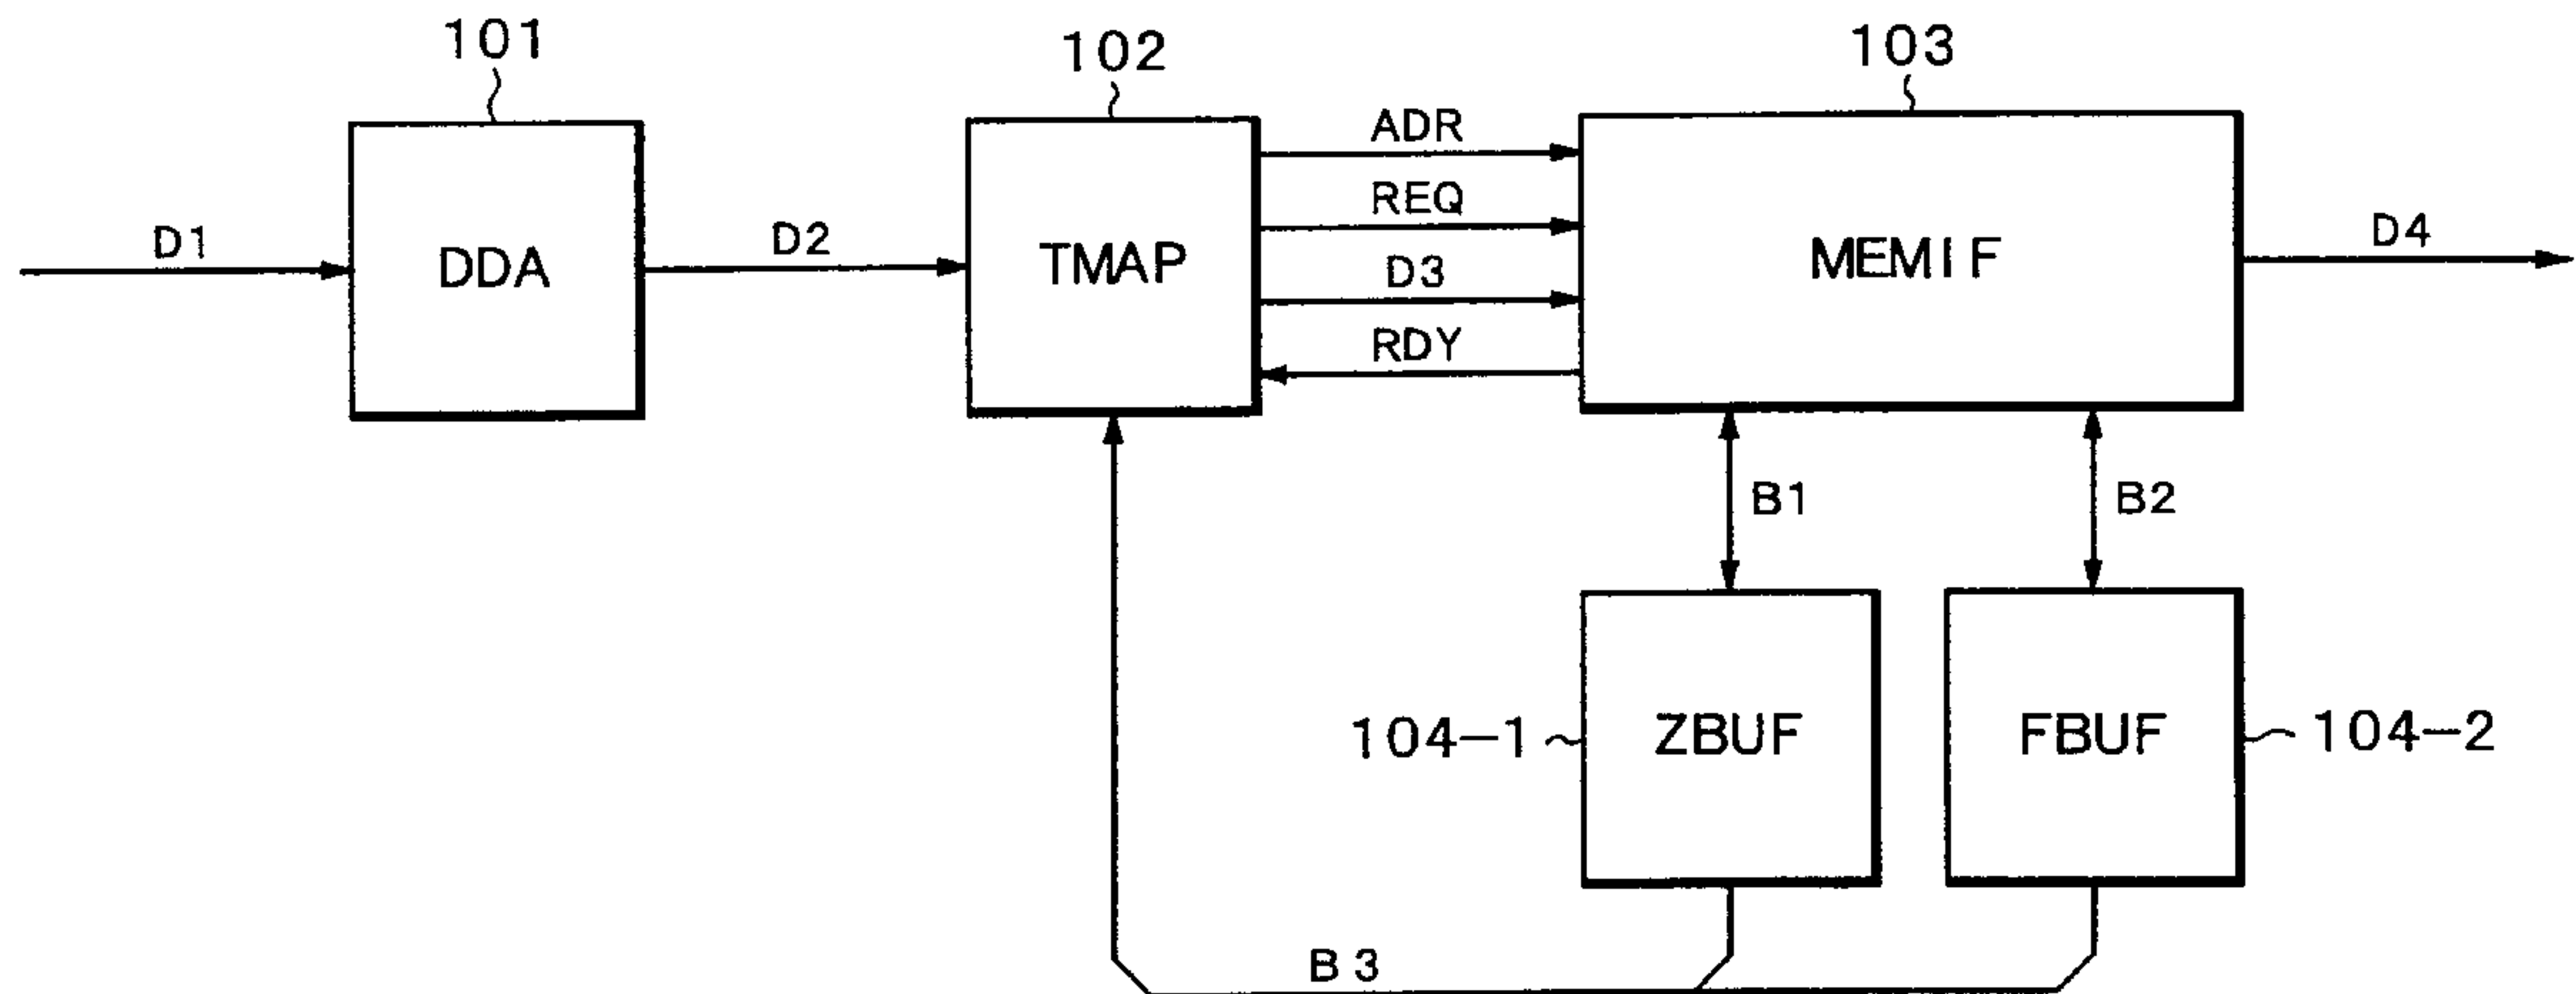 101
102
103
D1
DDA
D2
TMAP
ADR
REQ
D3
RDY
MEMIF
D4
B1
B2
104-1
ZBUF
FBUF
104-2
B3